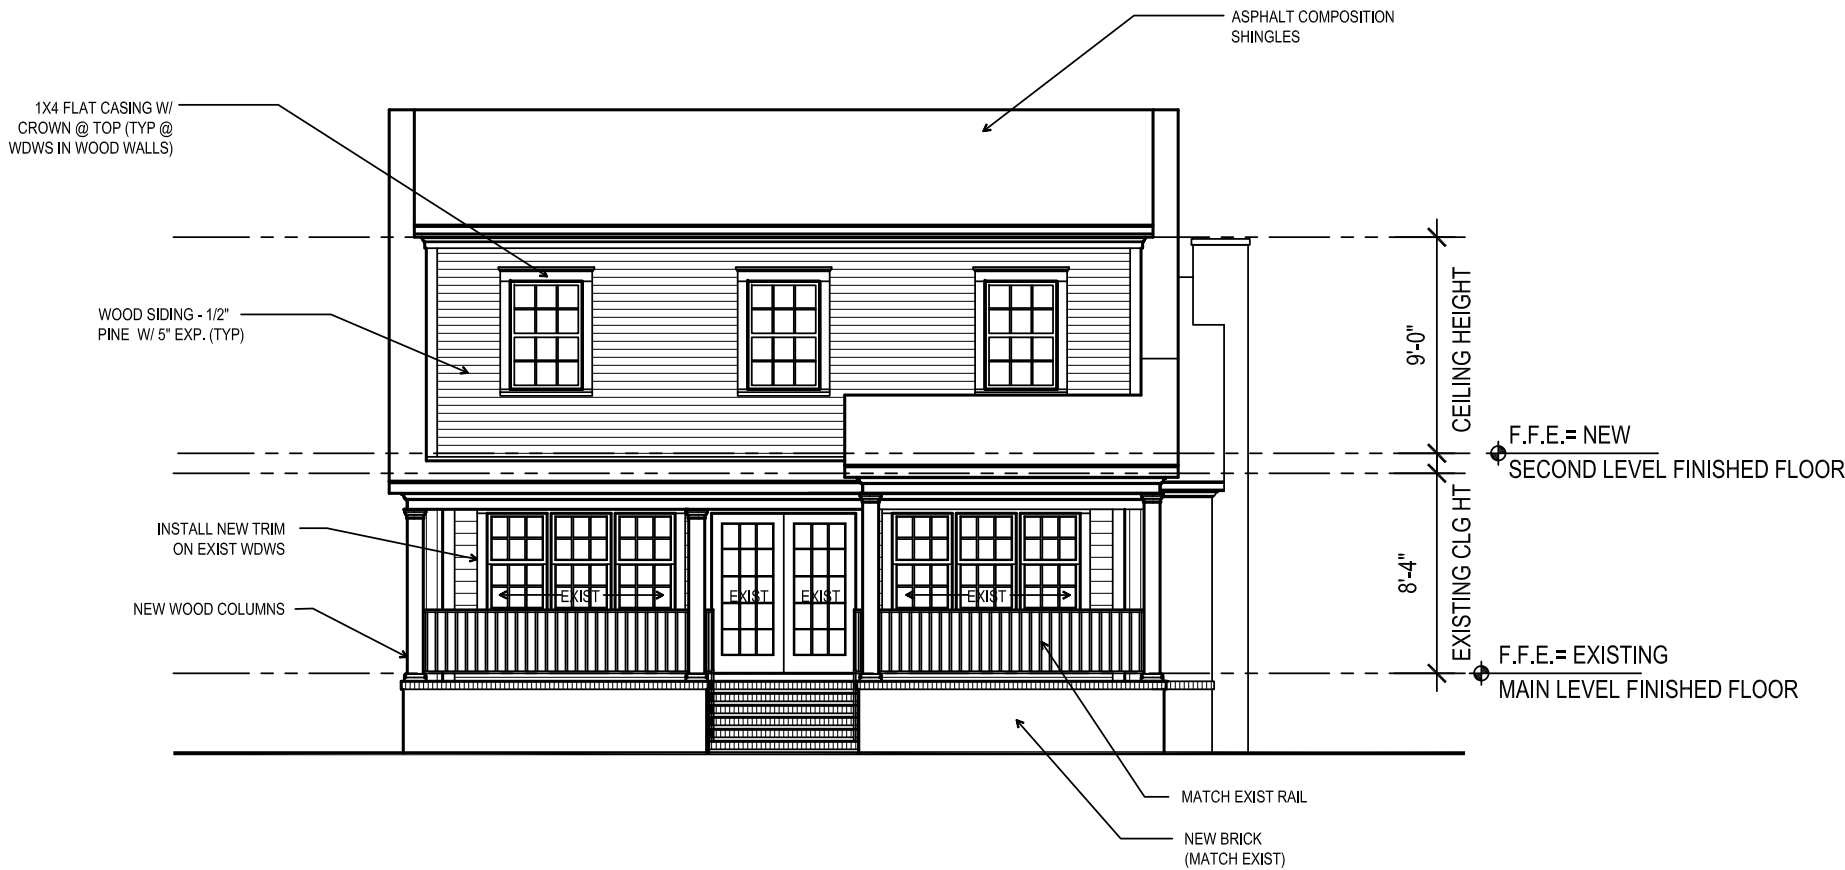 ASPHALT COMPOSITION
SHINGLES
1X4 FLAT CASING W/
CROWN @ TOP (TYP @
WDWS IN WOOD WALLS)
WOOD SIDING - 1/2"
PINE W/ 5" EXP. (TYP)
9'-0"
CEILING HEIGHT
F.F.E.= NEW
SECOND LEVEL FINISHED FLOOR
INSTALL NEW TRIM
ON EXIST WDWS
EXIST
EXIST
EXIST
EXIST
8'-4"
EXISTING CLG HT
NEW WOOD COLUMNS
F.F.E.= EXISTING
MAIN LEVEL FINISHED FLOOR
MATCH EXIST RAIL
NEW BRICK
(MATCH EXIST)